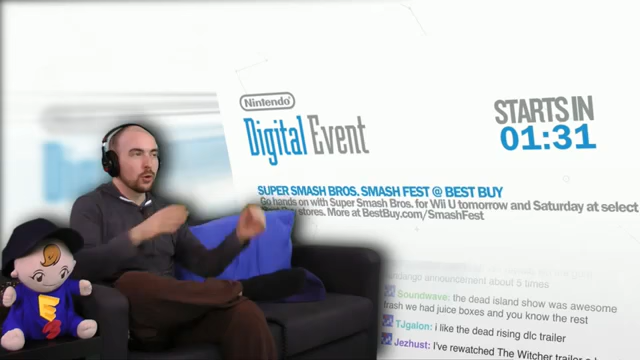 Nintendo
Digital Event
STARTS IN
01:31
SUPER SMASH BROS. SMASH FEST @ BEST BUY
Go hands on with Super Smash Bros. for Wii U tomorrow and Saturday at select
Buy stores. More at BestBuy.com/SmashFest
announcement about 5 times
Soundwave: the dead island show was awesome
trash we had juice boxes and you know the rest
TJgalon: i like the dead rising dlc trailer
Jezhust: I've rewatched The Witcher trailer
E3